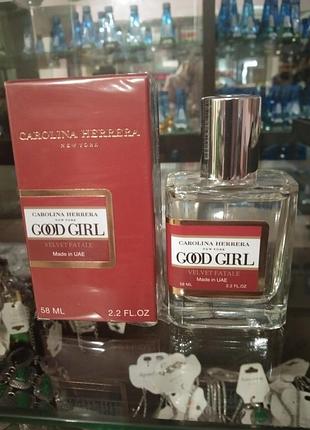 CAROLINA HERRERA
NEW YORK
CAROLINA HERRERA
NEW YORK
GOOD GIRL
VELVET FATALE
Made in UAE
58 ML
2.2 FL.OZ
CAROLINA HERRERA
NEW YORK
GOOD GIRL
VELVET FATALE
Made in UAE
58 ML
2.2 FL.OZ